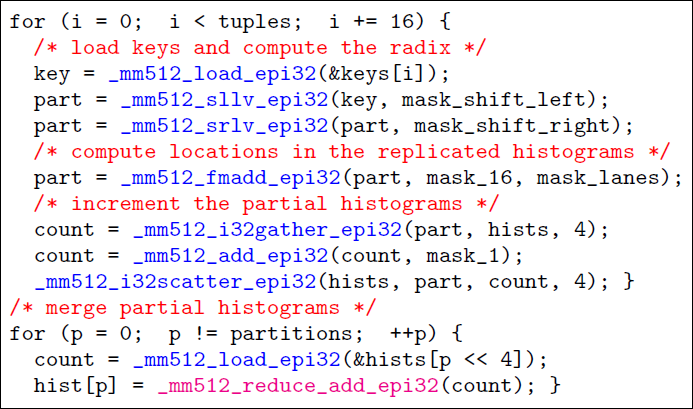 for (i = 0;  i < tuples;  i += 16) {
  /* load keys and compute the radix */
  key = _mm512_load_epi32(&keys[i]);
  part = _mm512_sllv_epi32(key, mask_shift_left);
  part = _mm512_srlv_epi32(part, mask_shift_right);
  /* compute locations in the replicated histograms */
  part = _mm512_fmadd_epi32(part, mask_16, mask_lanes);
  /* increment the partial histograms */
  count = _mm512_i32gather_epi32(part, hists, 4);
  count = _mm512_add_epi32(count, mask_1);
  _mm512_i32scatter_epi32(hists, part, count, 4); }
/* merge partial histograms */
for (p = 0;  p != partitions;  ++p) {
  count = _mm512_load_epi32(&hists[p << 4]);
  hist[p] = _mm512_reduce_add_epi32(count); }